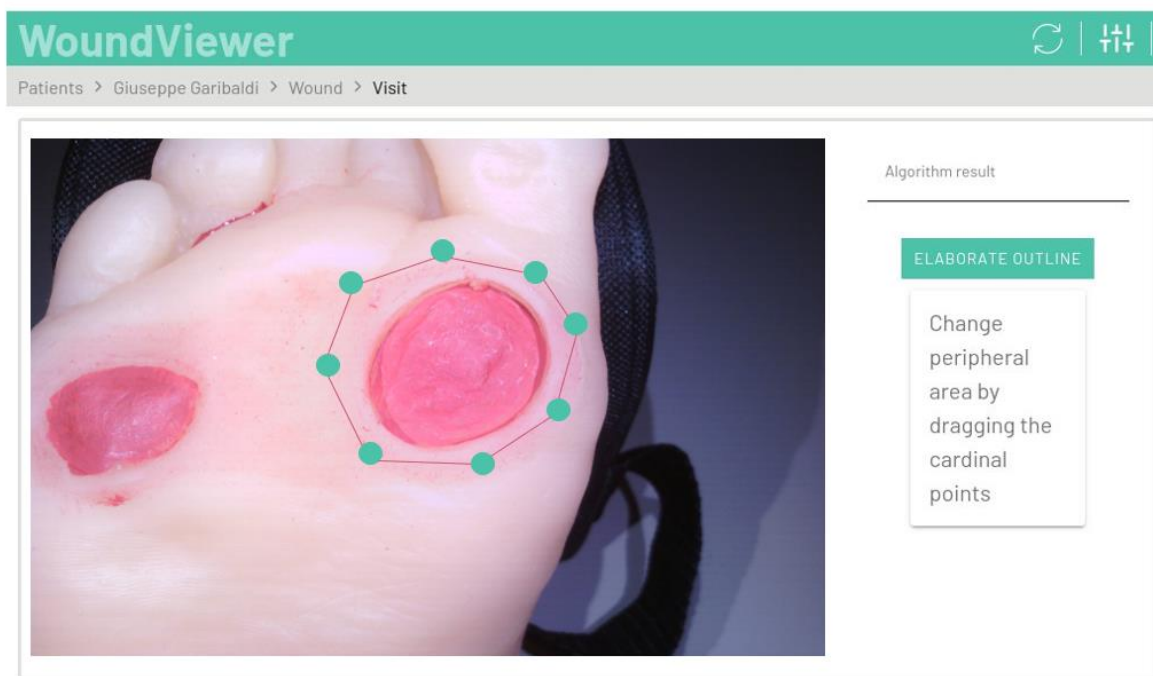 WoundViewer
Patients > Giuseppe Garibaldi > Wound > Visit
Algorithm result
ELABORATE OUTLINE
Change
peripheral
area by
dragging the
cardinal
points